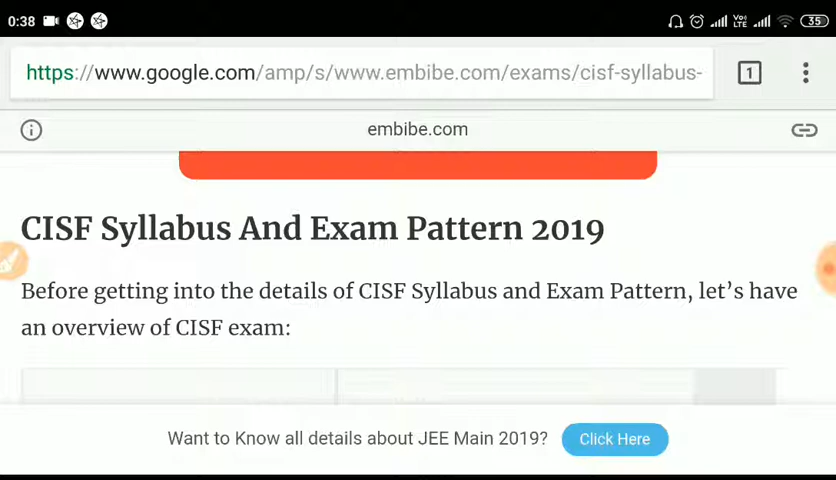 0:38
Vo) LTE
35
https://www.google.com/amp/s/www.embibe.com/exams/cisf-syllabus-
1
embibe.com
CISF Syllabus And Exam Pattern 2019
Before getting into the details of CISF Syllabus and Exam Pattern, let’s have
an overview of CISF exam:
Want to Know all details about JEE Main 2019?
Click Here